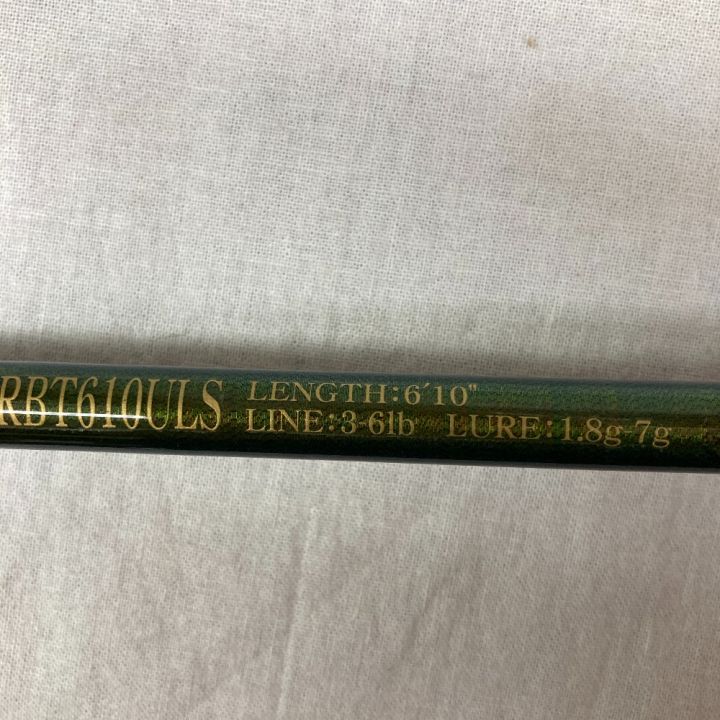 RBT610ULS
LENGTH:6´10"
LINE:3-6lb LURE:1.8g-7g